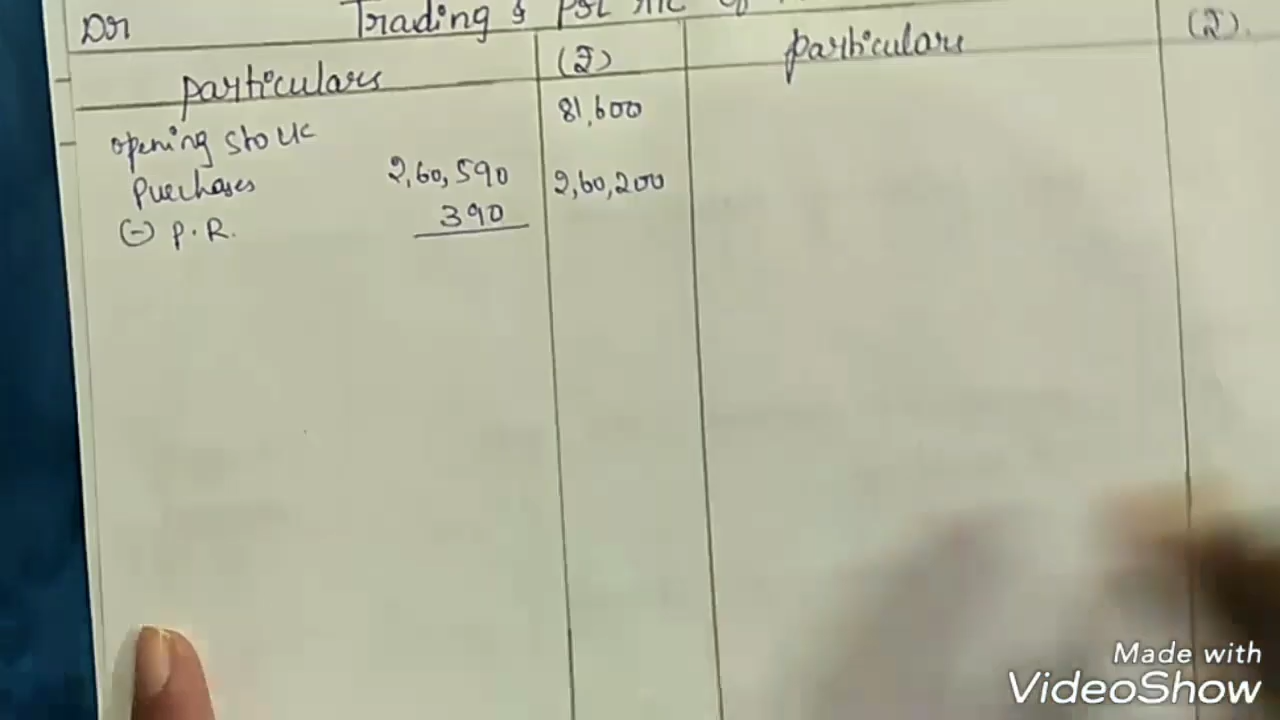 Dr Trading & P&L A/c of
Particulars (₹) Particulars (₹).
opening stock 81,600
Purchases 2,60,590 2,60,200
(-) P.R. 390
Made with
VideoShow